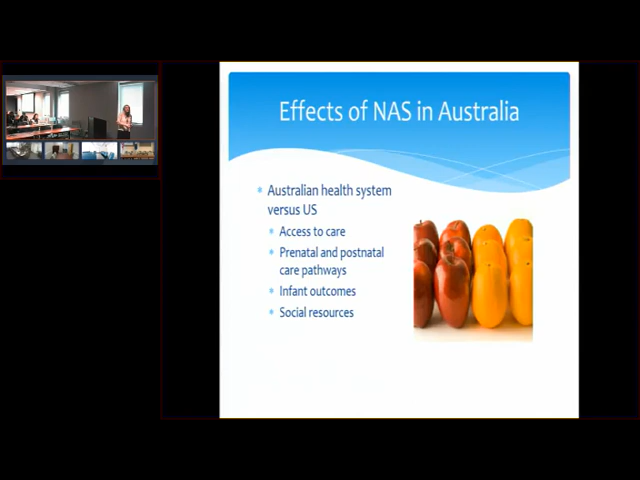 Effects of NAS in Australia
Australian health system
versus US
Access to care
Prenatal and postnatal
care pathways
Infant outcomes
Social resources